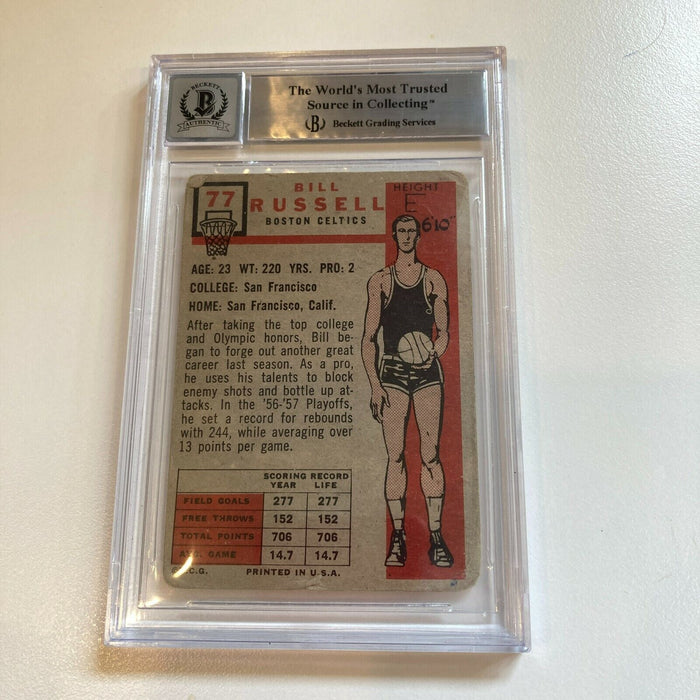 BECKETT
B
AUTHENTIC
The World's Most Trusted
Source in Collecting™
B Beckett Grading Services
77
BILL
RUSSELL
BOSTON CELTICS
HEIGHT
E
6'10"
AGE: 23 WT: 220 YRS. PRO: 2
COLLEGE: San Francisco
HOME: San Francisco, Calif.
After taking the top college
and Olympic honors, Bill be-
gan to forge out another great
career last season. As a pro,
he uses his talents to block
enemy shots and bottle up at-
tacks. In the '56-'57 Playoffs,
he set a record for rebounds
with 244, while averaging over
13 points per game.
SCORING RECORD
YEAR LIFE
FIELD GOALS 277 277
FREE THROWS 152 152
TOTAL POINTS 706 706
AVG. GAME 14.7 14.7
T.C.G. PRINTED IN U.S.A.